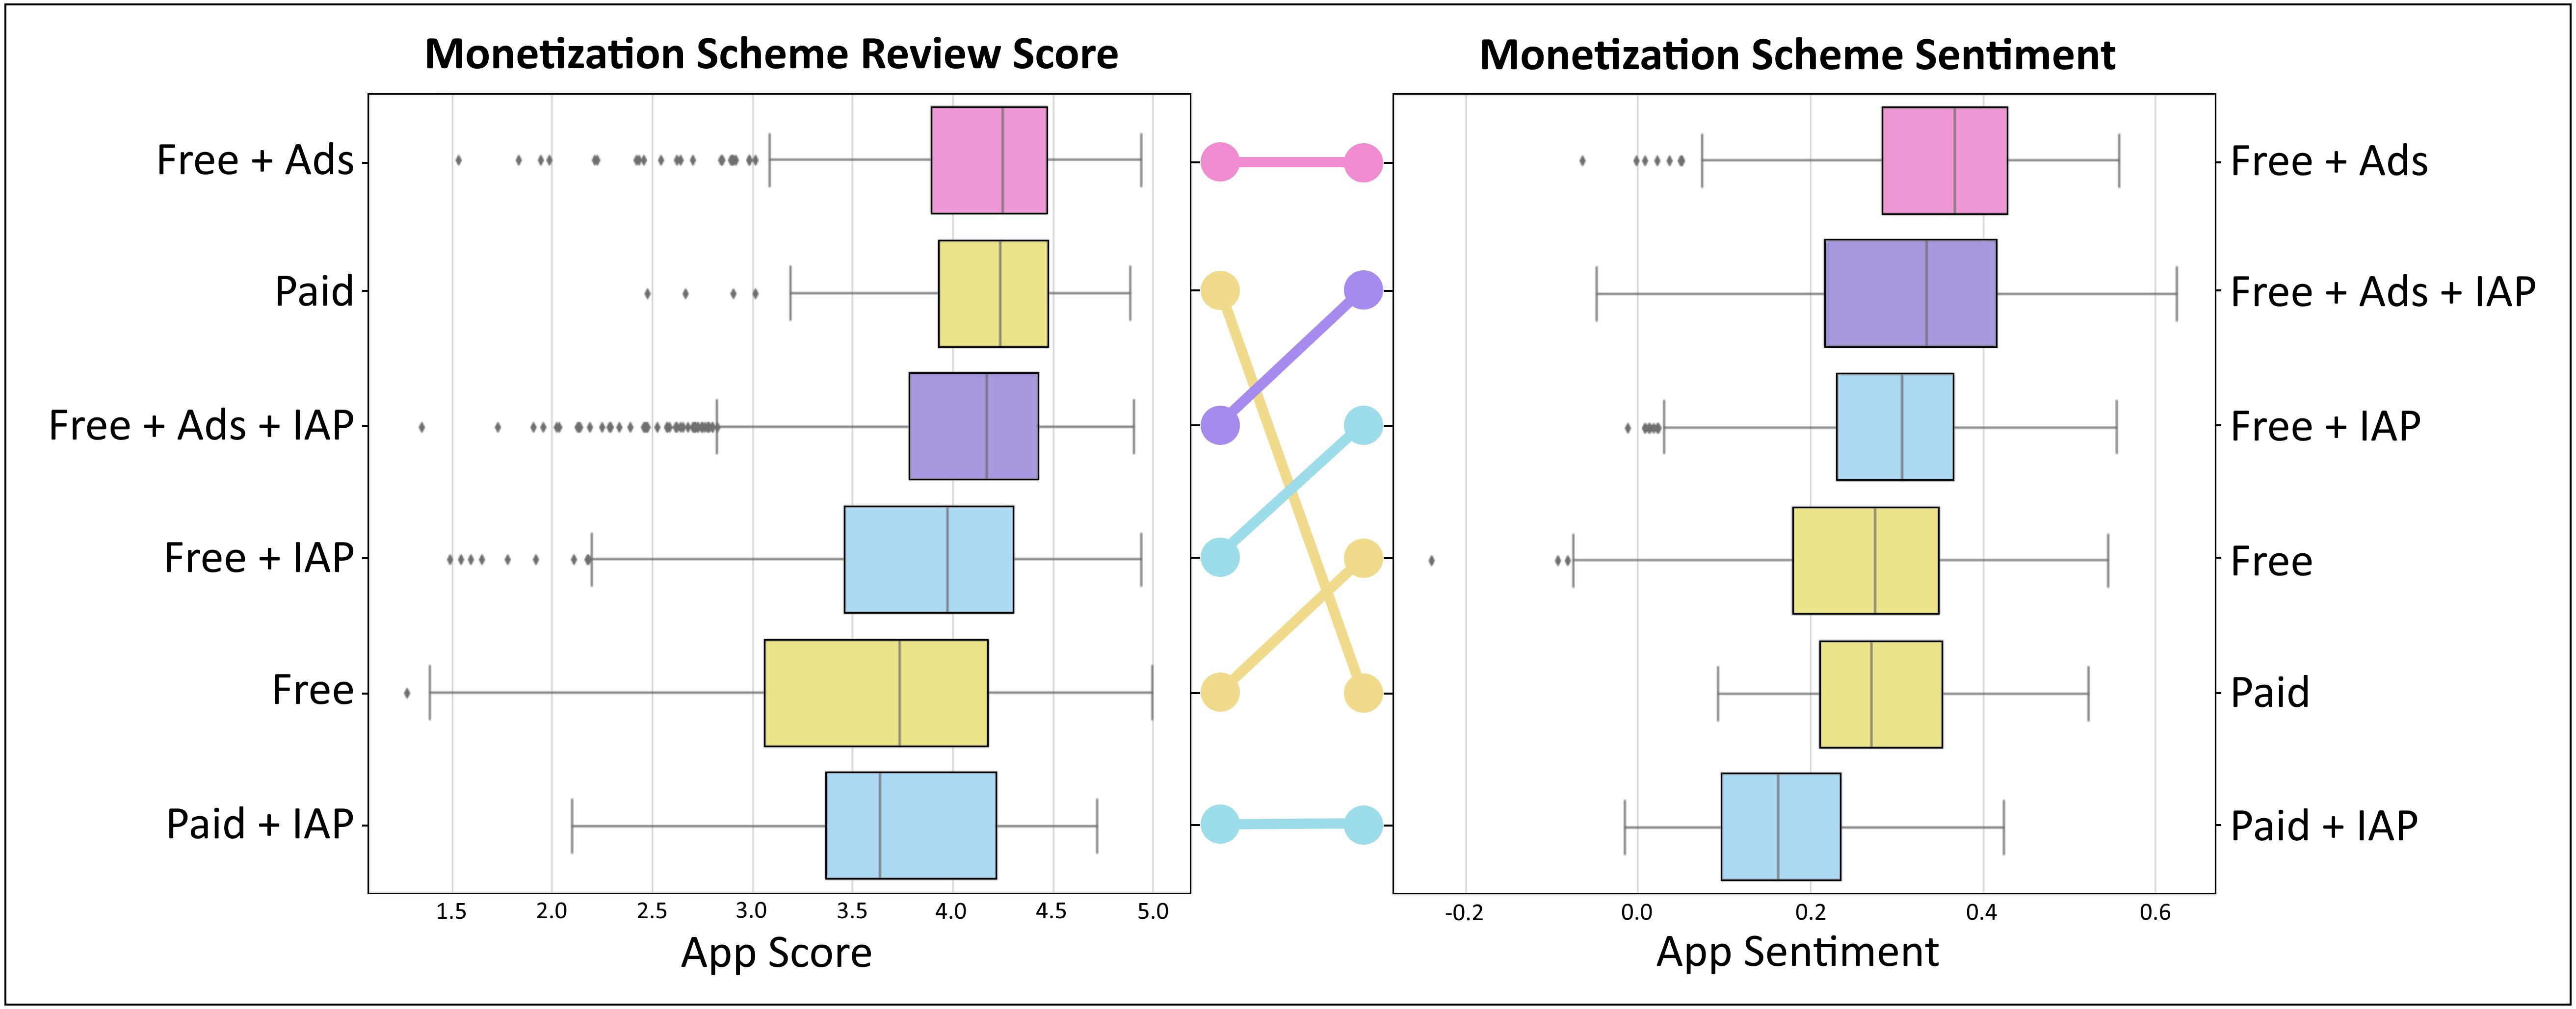 Monetization Scheme Review Score
Free + Ads
Paid
Free + Ads + IAP
Free + IAP
Free
Paid + IAP
1.5 2.0 2.5 3.0 3.5 4.0 4.5 5.0
App Score
Monetization Scheme Sentiment
Free + Ads
Free + Ads + IAP
Free + IAP
Free
Paid
Paid + IAP
-0.2 0.0 0.2 0.4 0.6
App Sentiment